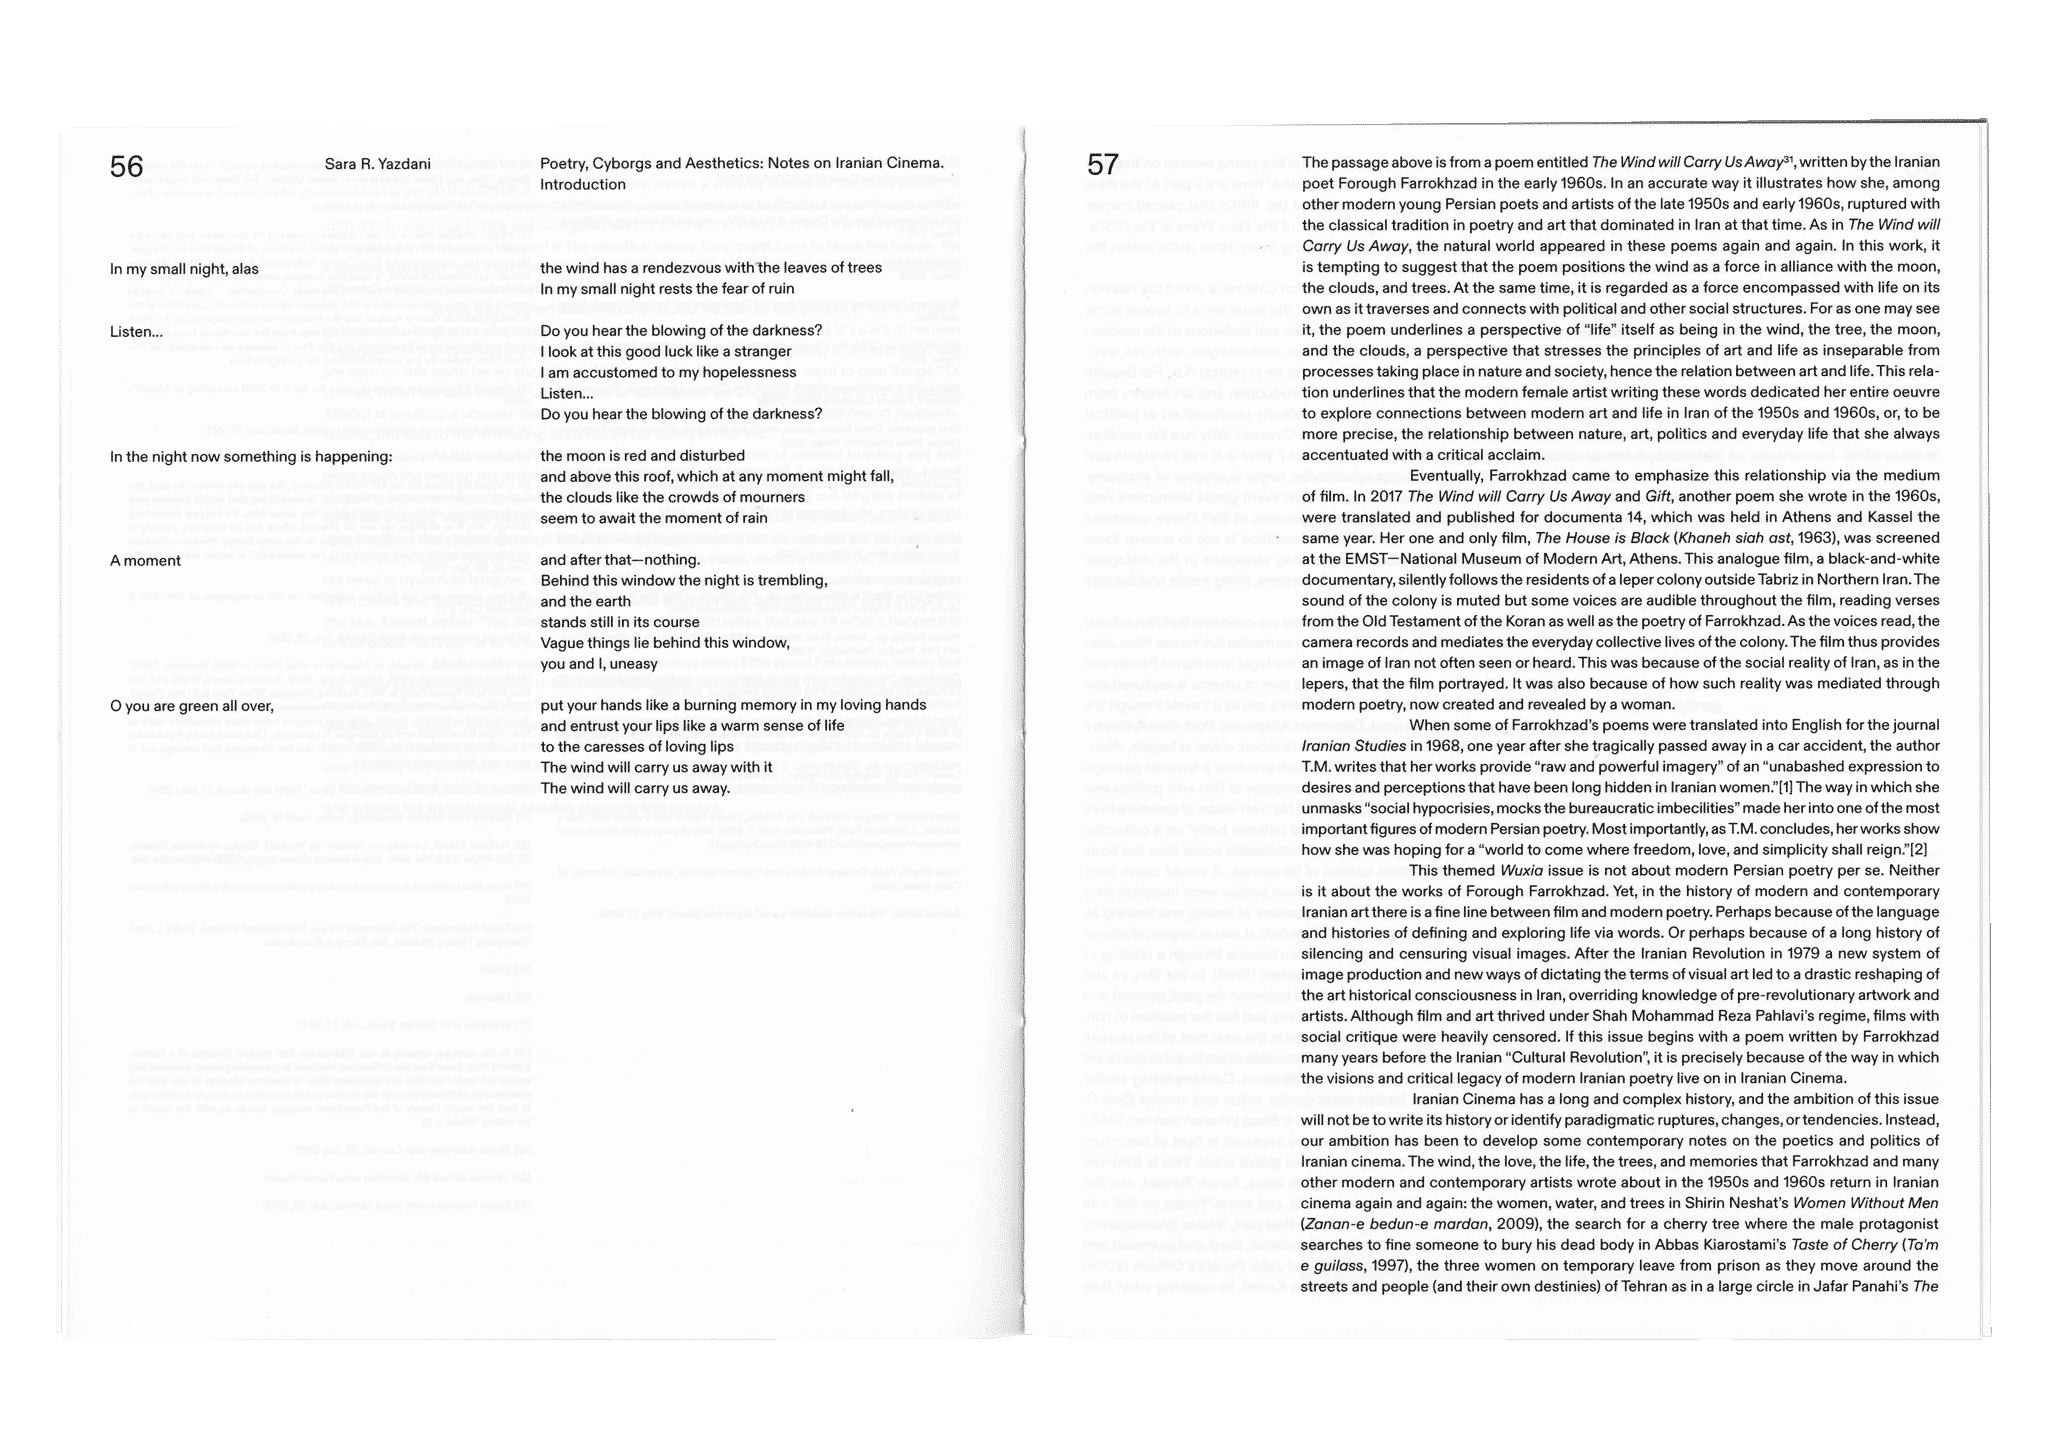 56
Sara R. Yazdani
Poetry, Cyborgs and Aesthetics: Notes on Iranian Cinema.
Introduction
In my small night, alas the wind has a rendezvous with the leaves of trees
In my small night rests the fear of ruin
Listen... Do you hear the blowing of the darkness?
I look at this good luck like a stranger
I am accustomed to my hopelessness
Listen...
Do you hear the blowing of the darkness?
In the night now something is happening: the moon is red and disturbed
and above this roof, which at any moment might fall,
the clouds like the crowds of mourners
seem to await the moment of rain
A moment and after that—nothing.
Behind this window the night is trembling,
and the earth
stands still in its course
Vague things lie behind this window,
you and I, uneasy
O you are green all over, put your hands like a burning memory in my loving hands
and entrust your lips like a warm sense of life
to the caresses of loving lips
The wind will carry us away with it
The wind will carry us away.
57
The passage above is from a poem entitled The Wind will Carry Us Away³¹, written by the Iranian
poet Forough Farrokhzad in the early 1960s. In an accurate way it illustrates how she, among
other modern young Persian poets and artists of the late 1950s and early 1960s, ruptured with
the classical tradition in poetry and art that dominated in Iran at that time. As in The Wind will
Carry Us Away, the natural world appeared in these poems again and again. In this work, it
is tempting to suggest that the poem positions the wind as a force in alliance with the moon,
the clouds, and trees. At the same time, it is regarded as a force encompassed with life on its
own as it traverses and connects with political and other social structures. For as one may see
it, the poem underlines a perspective of “life” itself as being in the wind, the tree, the moon,
and the clouds, a perspective that stresses the principles of art and life as inseparable from
processes taking place in nature and society, hence the relation between art and life. This rela-
tion underlines that the modern female artist writing these words dedicated her entire oeuvre
to explore connections between modern art and life in Iran of the 1950s and 1960s, or, to be
more precise, the relationship between nature, art, politics and everyday life that she always
accentuated with a critical acclaim.
Eventually, Farrokhzad came to emphasize this relationship via the medium
of film. In 2017 The Wind will Carry Us Away and Gift, another poem she wrote in the 1960s,
were translated and published for documenta 14, which was held in Athens and Kassel the
same year. Her one and only film, The House is Black (Khaneh siah ast, 1963), was screened
at the EMST—National Museum of Modern Art, Athens. This analogue film, a black-and-white
documentary, silently follows the residents of a leper colony outside Tabriz in Northern Iran. The
sound of the colony is muted but some voices are audible throughout the film, reading verses
from the Old Testament of the Koran as well as the poetry of Farrokhzad. As the voices read, the
camera records and mediates the everyday collective lives of the colony. The film thus provides
an image of Iran not often seen or heard. This was because of the social reality of Iran, as in the
lepers, that the film portrayed. It was also because of how such reality was mediated through
modern poetry, now created and revealed by a woman.
When some of Farrokhzad’s poems were translated into English for the journal
Iranian Studies in 1968, one year after she tragically passed away in a car accident, the author
T.M. writes that her works provide “raw and powerful imagery” of an “unabashed expression to
desires and perceptions that have been long hidden in Iranian women.”[1] The way in which she
unmasks “social hypocrisies, mocks the bureaucratic imbecilities” made her into one of the most
important figures of modern Persian poetry. Most importantly, as T.M. concludes, her works show
how she was hoping for a “world to come where freedom, love, and simplicity shall reign.”[2]
This themed Wuxia issue is not about modern Persian poetry per se. Neither
is it about the works of Forough Farrokhzad. Yet, in the history of modern and contemporary
Iranian art there is a fine line between film and modern poetry. Perhaps because of the language
and histories of defining and exploring life via words. Or perhaps because of a long history of
silencing and censuring visual images. After the Iranian Revolution in 1979 a new system of
image production and new ways of dictating the terms of visual art led to a drastic reshaping of
the art historical consciousness in Iran, overriding knowledge of pre-revolutionary artwork and
artists. Although film and art thrived under Shah Mohammad Reza Pahlavi’s regime, films with
social critique were heavily censored. If this issue begins with a poem written by Farrokhzad
many years before the Iranian “Cultural Revolution”, it is precisely because of the way in which
the visions and critical legacy of modern Iranian poetry live on in Iranian Cinema.
Iranian Cinema has a long and complex history, and the ambition of this issue
will not be to write its history or identify paradigmatic ruptures, changes, or tendencies. Instead,
our ambition has been to develop some contemporary notes on the poetics and politics of
Iranian cinema. The wind, the love, the life, the trees, and memories that Farrokhzad and many
other modern and contemporary artists wrote about in the 1950s and 1960s return in Iranian
cinema again and again: the women, water, and trees in Shirin Neshat’s Women Without Men
(Zanan-e bedun-e mardan, 2009), the search for a cherry tree where the male protagonist
searches to fine someone to bury his dead body in Abbas Kiarostami’s Taste of Cherry (Ta’m
e guilass, 1997), the three women on temporary leave from prison as they move around the
streets and people (and their own destinies) of Tehran as in a large circle in Jafar Panahi’s The